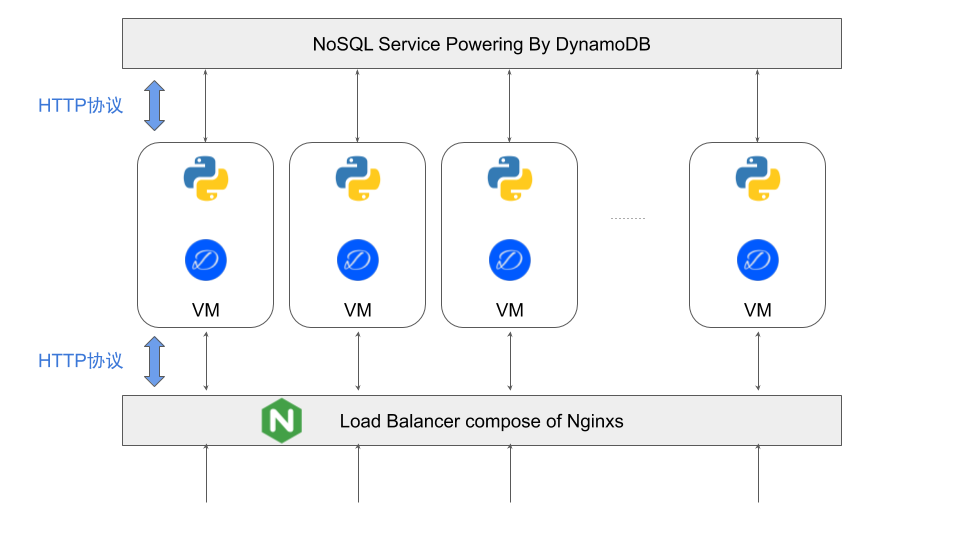 NoSQL Service Powering By DynamoDB
HTTP协议
VM VM VM VM
HTTP协议
N Load Balancer compose of Nginxs